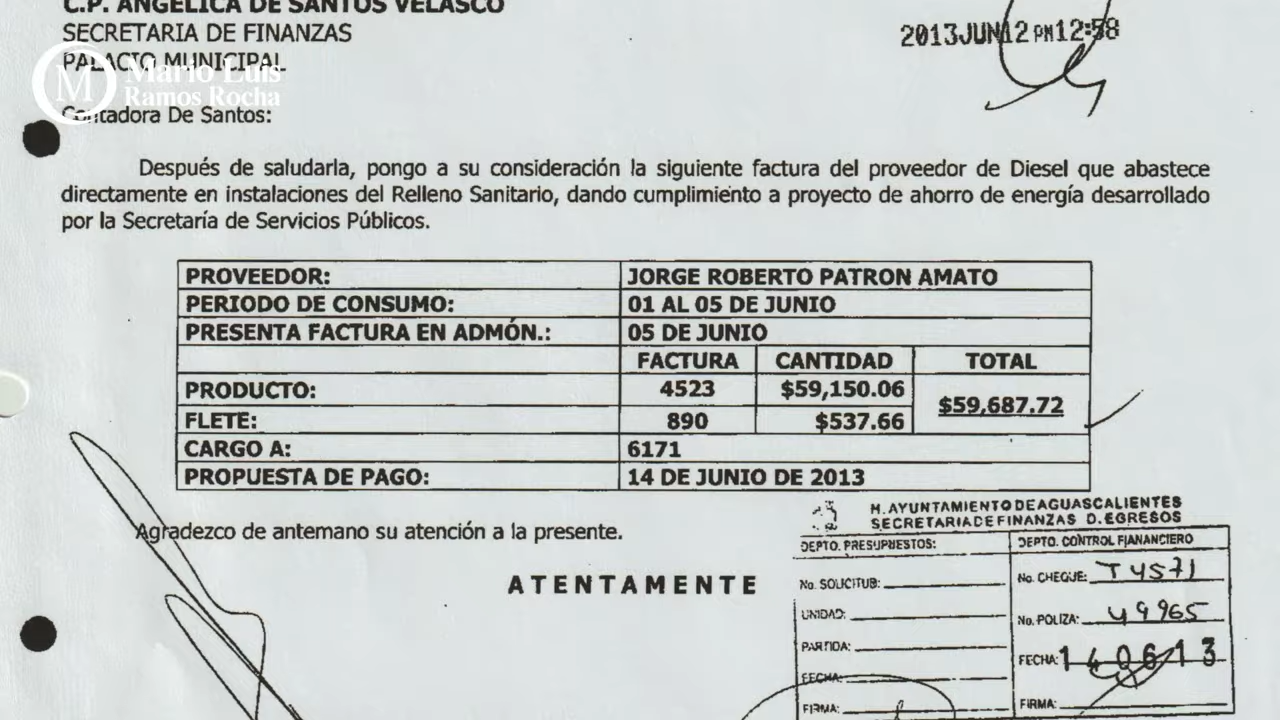 C.P. ANGELICA DE SANTOS VELASCO
SECRETARIA DE FINANZAS
PALACIO MUNICIPAL
2013JUN12 PM12:58
M Mario Luis
Ramos Rocha
Contadora De Santos:
Después de saludarla, pongo a su consideración la siguiente factura del proveedor de Diesel que abastece
directamente en instalaciones del Relleno Sanitario, dando cumplimiento a proyecto de ahorro de energía desarrollado
por la Secretaría de Servicios Públicos.
PROVEEDOR: JORGE ROBERTO PATRON AMATO
PERIODO DE CONSUMO: 01 AL 05 DE JUNIO
PRESENTA FACTURA EN ADMÓN.: 05 DE JUNIO
FACTURA CANTIDAD TOTAL
PRODUCTO: 4523 $59,150.06 $59,687.72
FLETE: 890 $537.66
CARGO A: 6171
PROPUESTA DE PAGO: 14 DE JUNIO DE 2013
Agradezco de antemano su atención a la presente.
ATENTAMENTE
H. AYUNTAMIENTO DE AGUASCALIENTES
SECRETARIA DE FINANZAS D. EGRESOS
DEPTO. PRESUPUESTOS:
No. SOLICITUB:
UNIDAD:
PARTIDA:
FECHA:
FIRMA:
DEPTO. CONTROL FIANANCIERO
No. CHEQUE: T4571
No. POLIZA: 49965
FECHA: 140613
FIRMA: